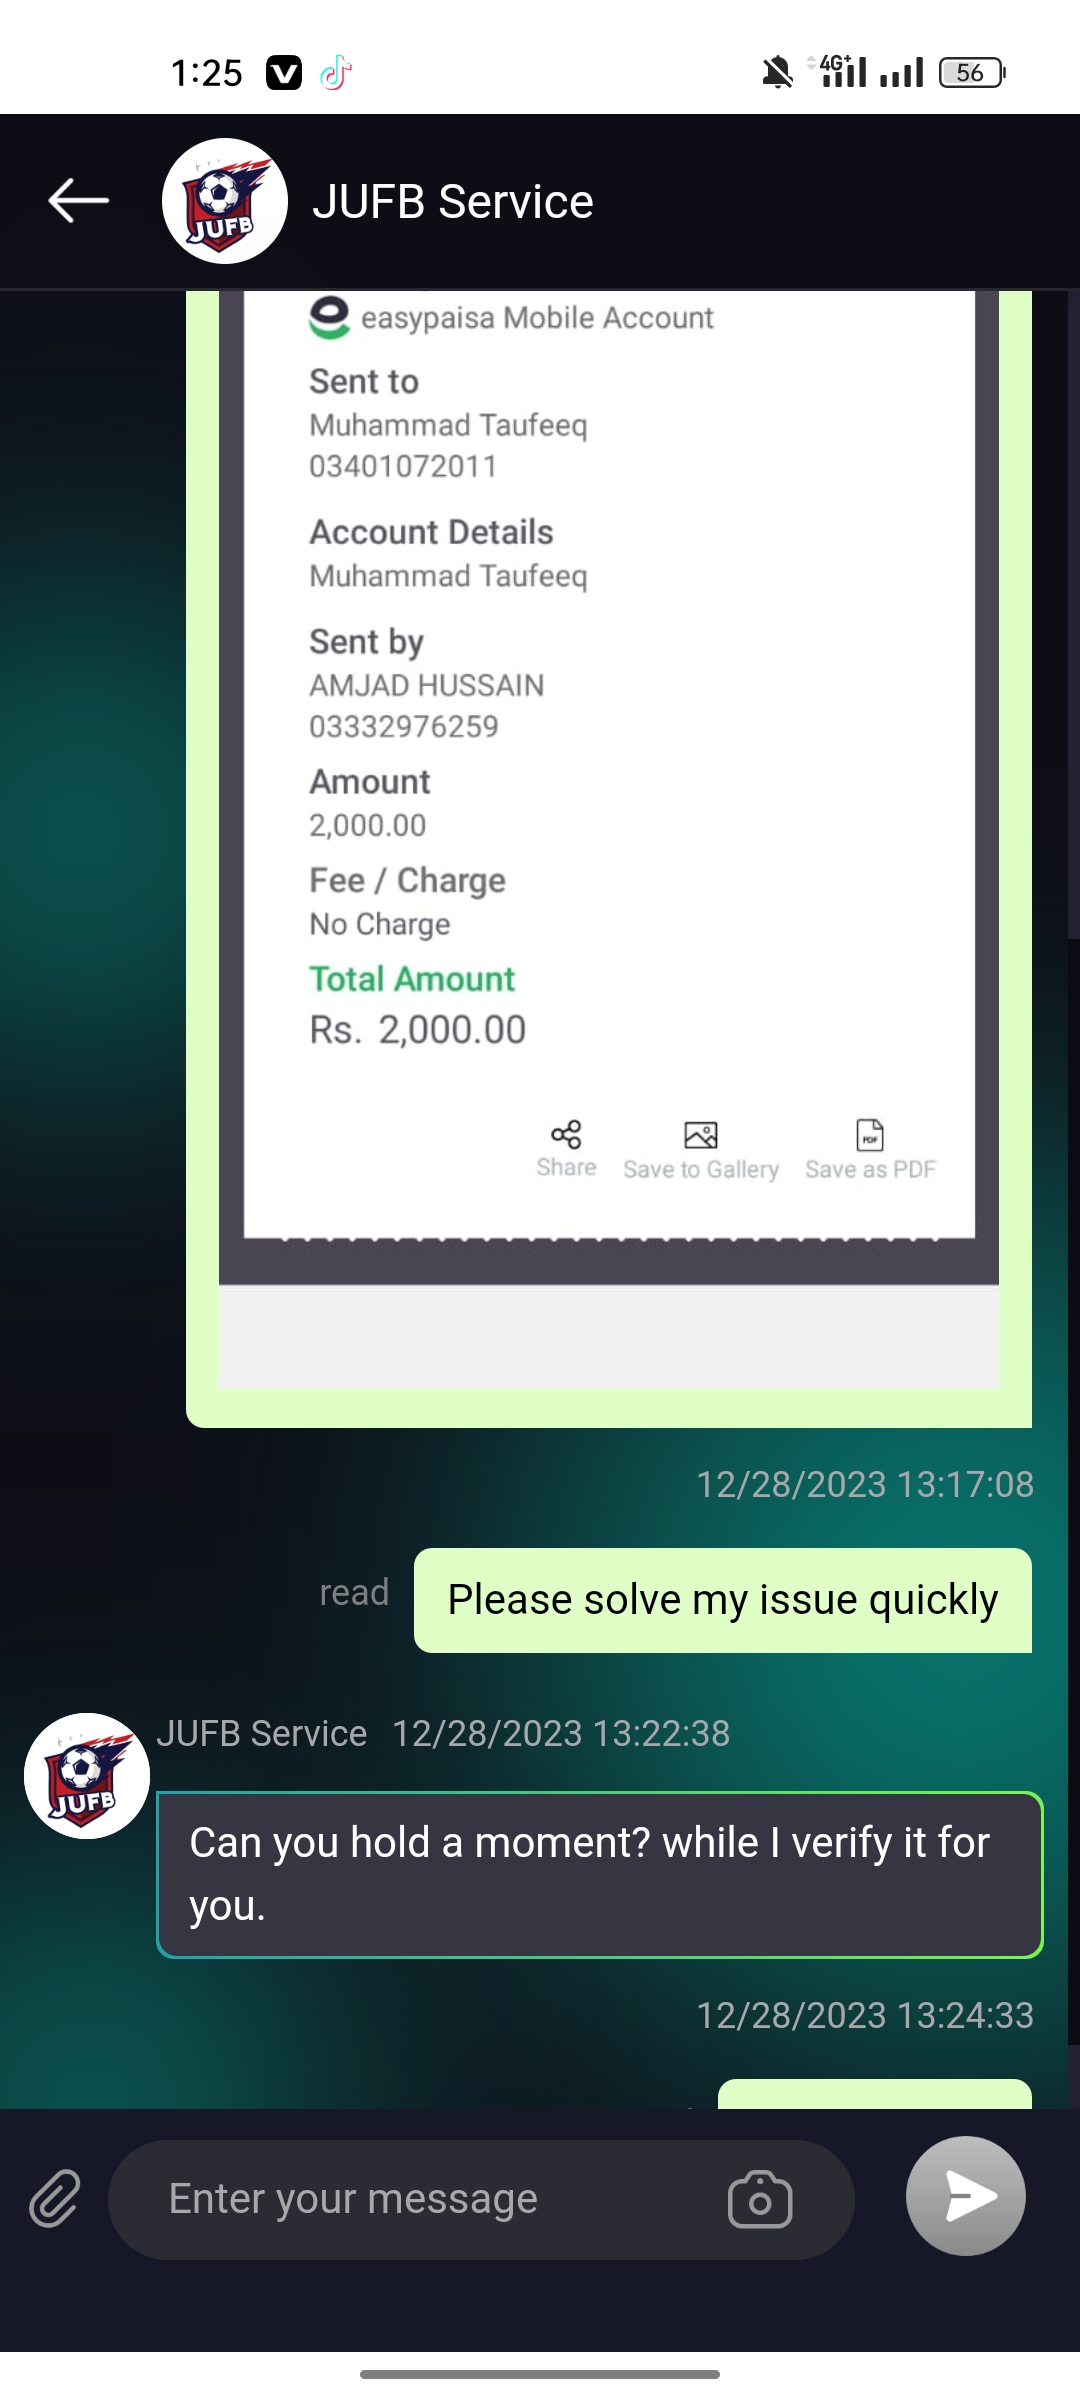 1:25
4G+
56
JUFB
JUFB Service
easypaisa Mobile Account
Sent to
Muhammad Taufeeq
03401072011
Account Details
Muhammad Taufeeq
Sent by
AMJAD HUSSAIN
03332976259
Amount
2,000.00
Fee / Charge
No Charge
Total Amount
Rs. 2,000.00
PDF
Share
Save to Gallery
Save as PDF
12/28/2023 13:17:08
read
Please solve my issue quickly
JUFB
JUFB Service 12/28/2023 13:22:38
Can you hold a moment? while I verify it for
you.
12/28/2023 13:24:33
Enter your message